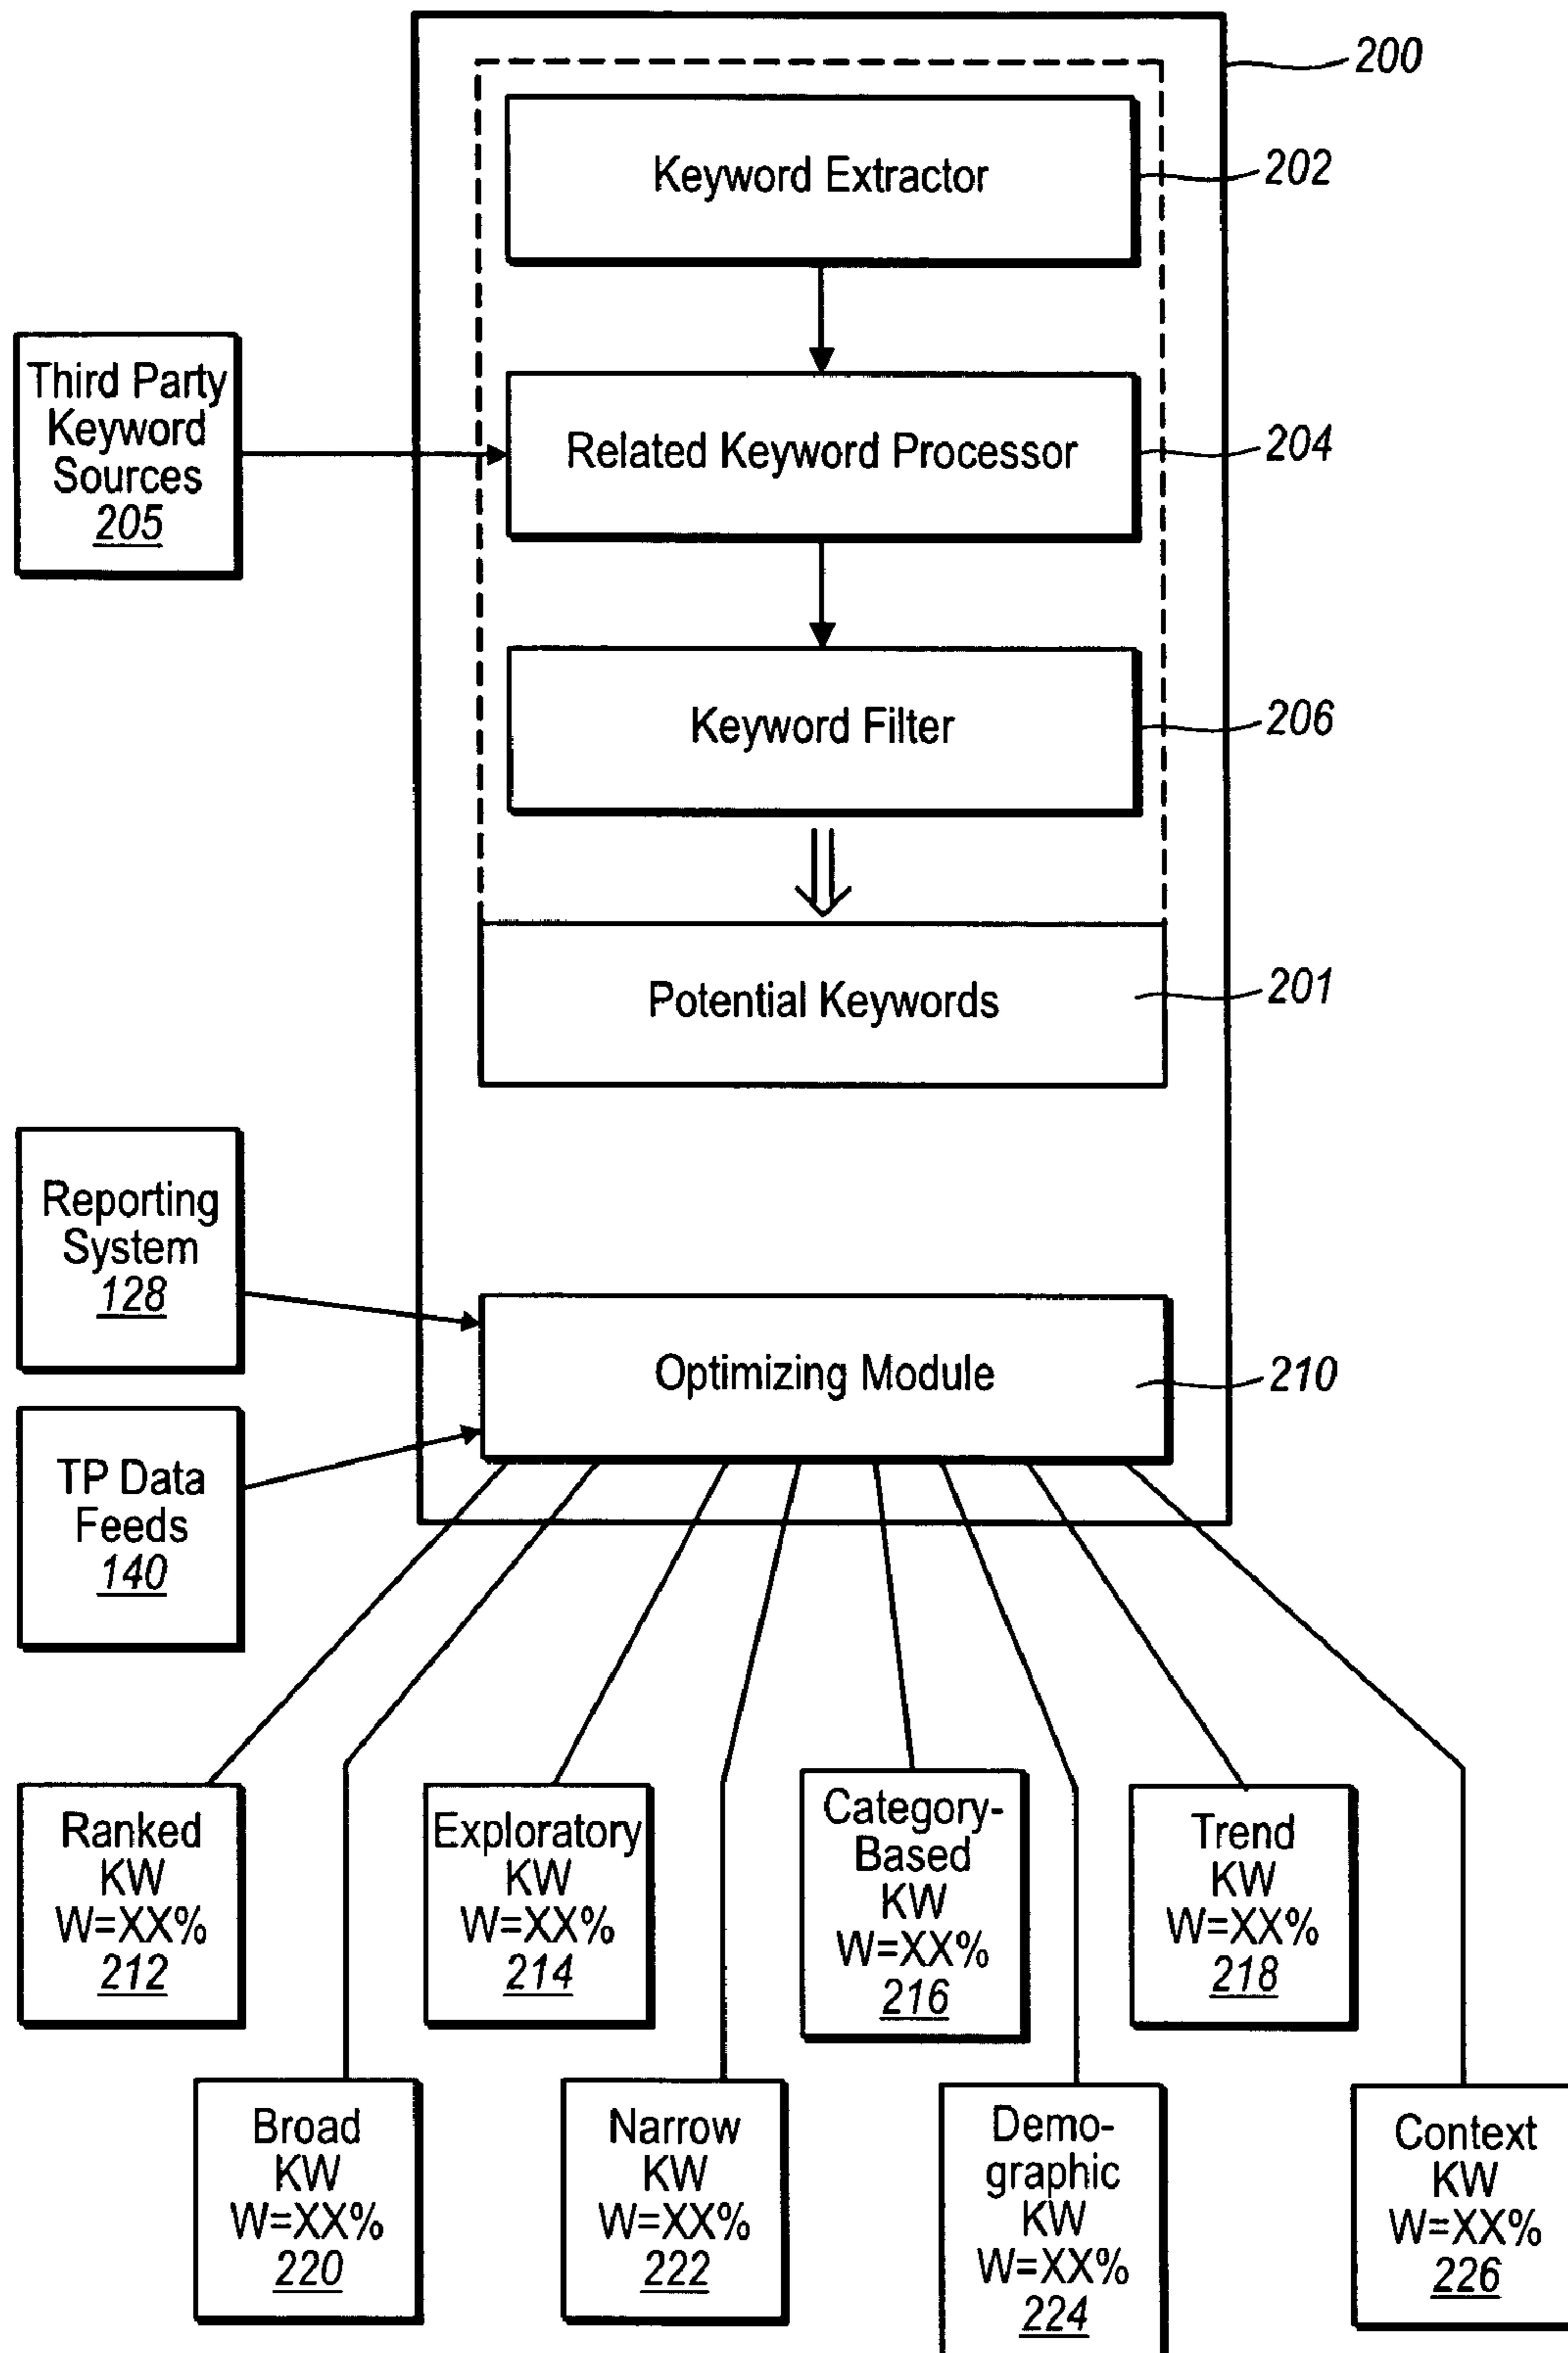 200
Keyword Extractor
202
Third Party
Keyword
Sources
205
Related Keyword Processor
204
Keyword Filter
206
Potential Keywords
201
Reporting
System
128
Optimizing Module
210
TP Data
Feeds
140
Ranked
KW
W=XX%
212
Exploratory
KW
W=XX%
214
Category-
Based
KW
W=XX%
216
Trend
KW
W=XX%
218
Broad
KW
W=XX%
220
Narrow
KW
W=XX%
222
Demo-
graphic
KW
W=XX%
224
Context
KW
W=XX%
226